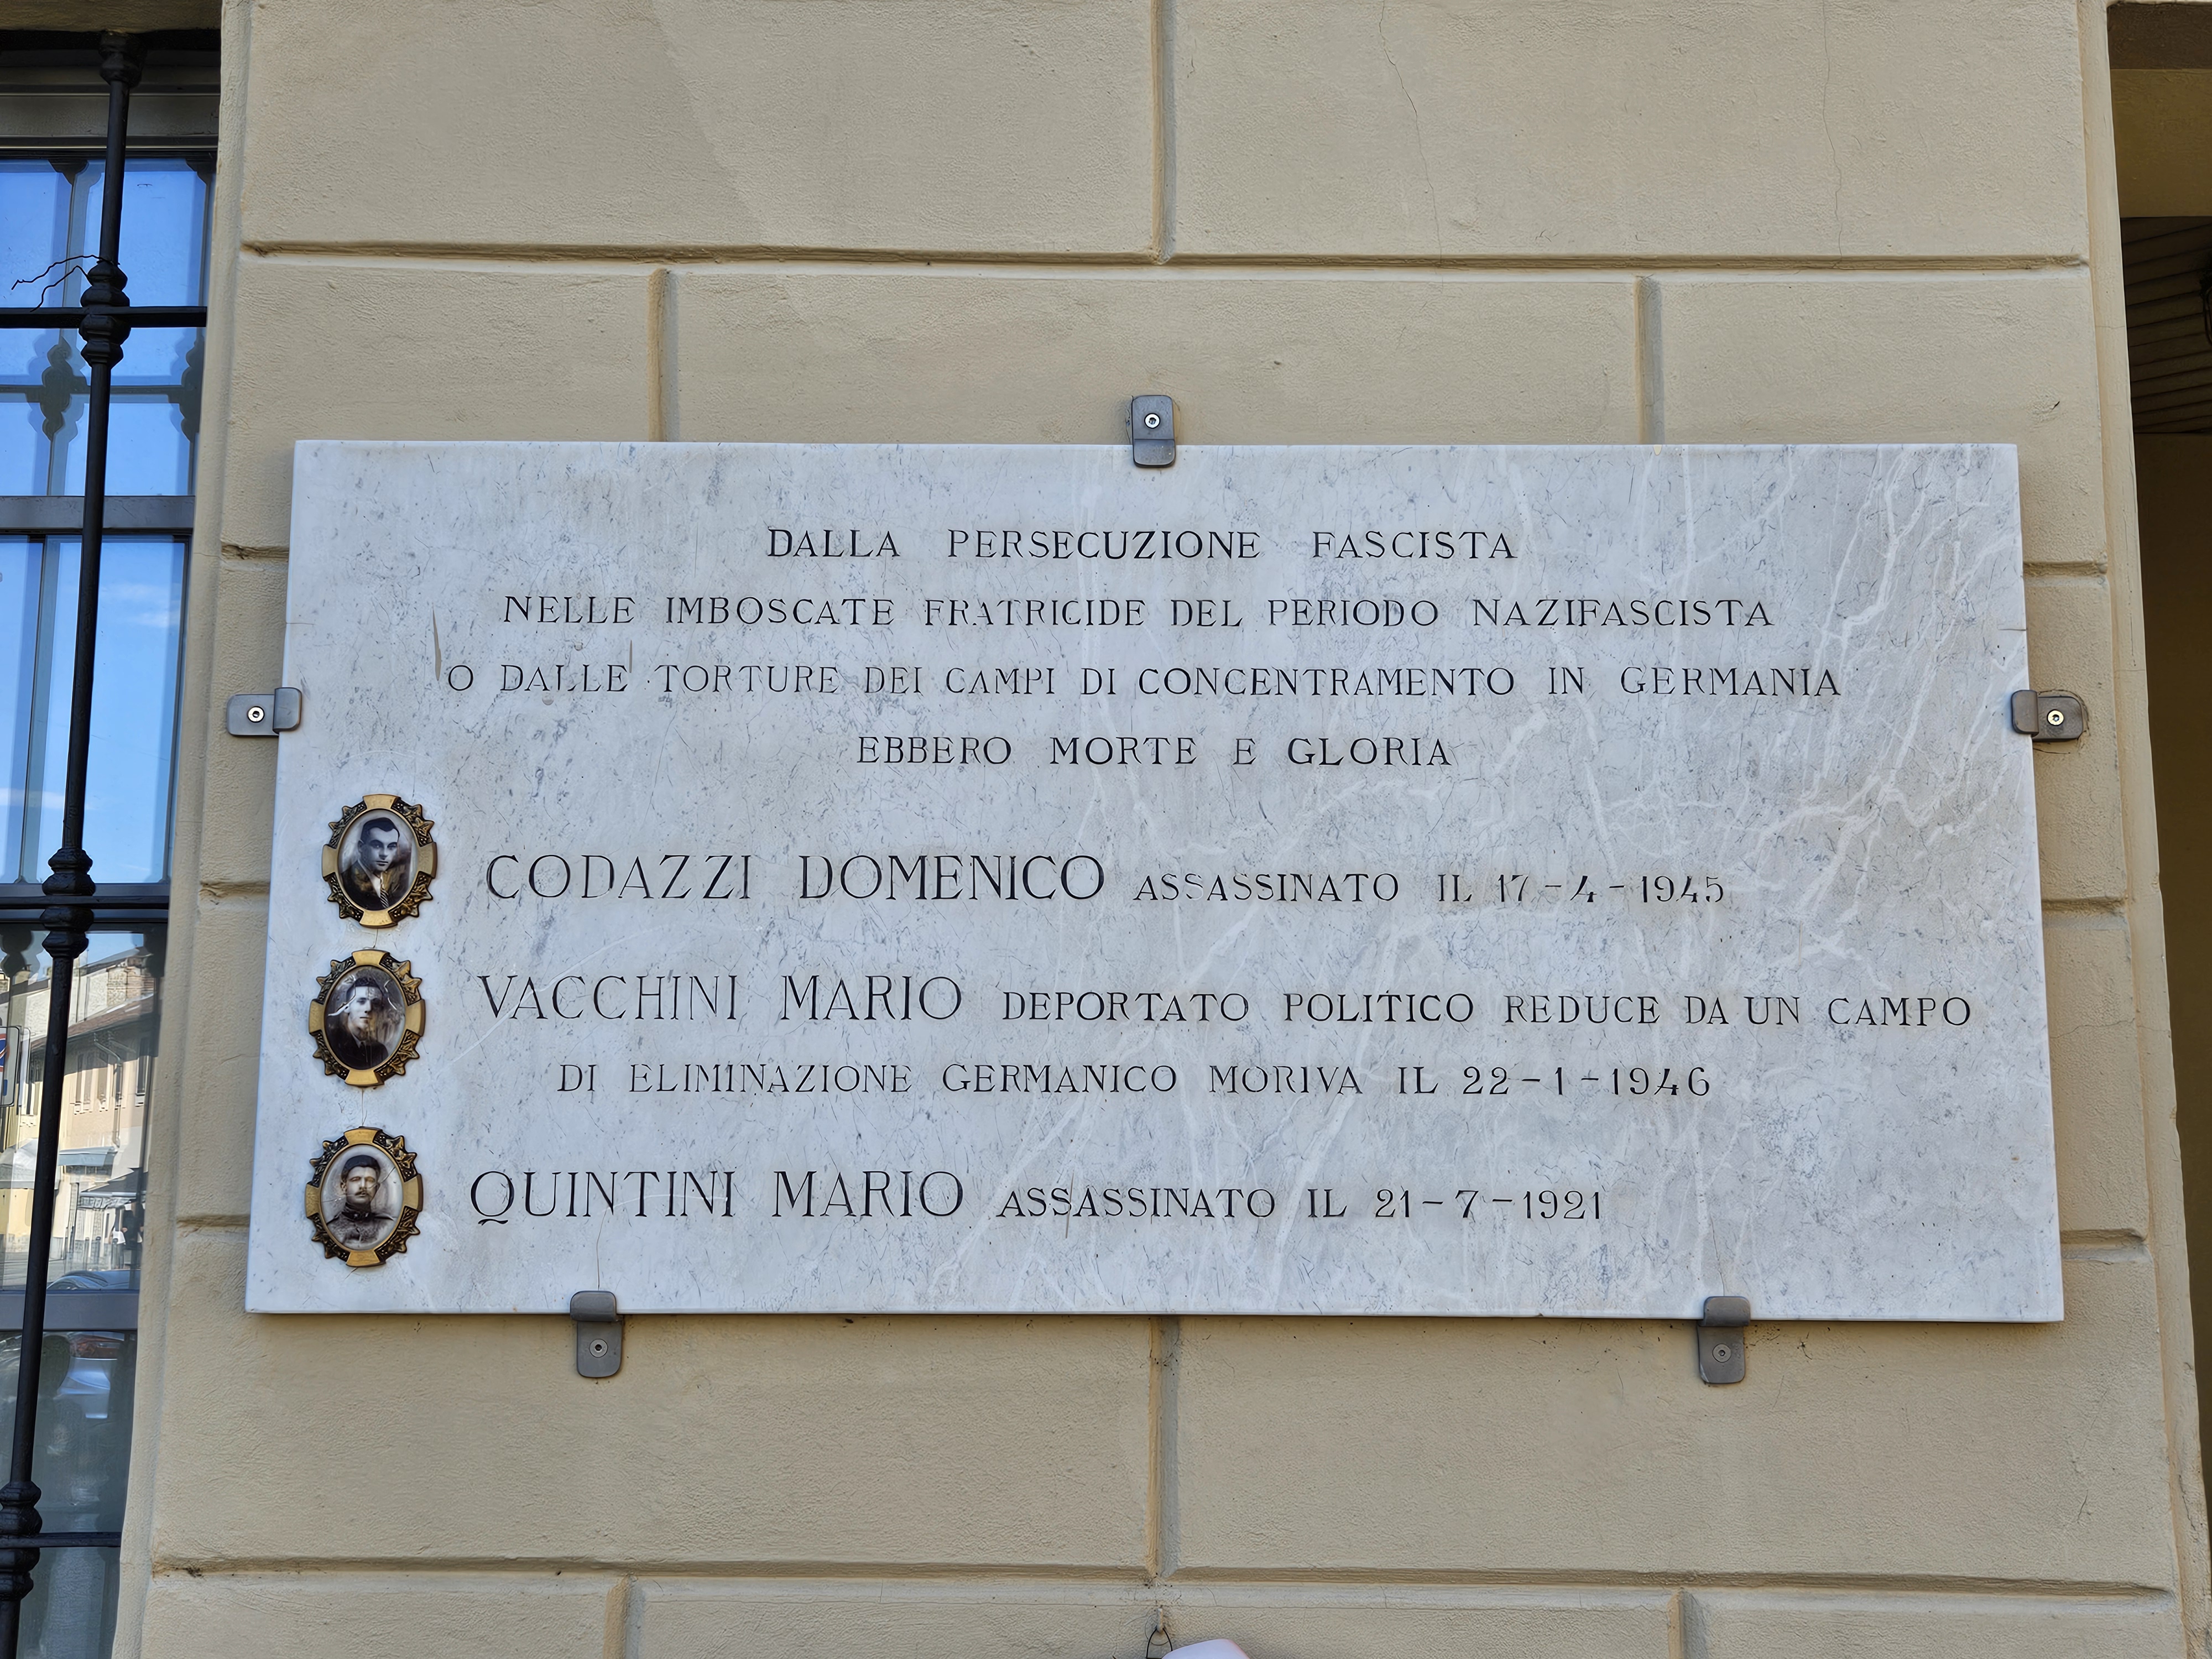 DALLA PERSECUZIONE FASCISTA
NELLE IMBOSCATE FRATRICIDE DEL PERIODO NAZIFASCISTA
O DALLE TORTURE DEI CAMPI DI CONCENTRAMENTO IN GERMANIA
EBBERO MORTE E GLORIA
CODAZZI DOMENICO ASSASSINATO IL 17-4-1945
VACCHINI MARIO DEPORTATO POLITICO REDUCE DA UN CAMPO
DI ELIMINAZIONE GERMANICO MORIVA IL 22-1-1946
QUINTINI MARIO ASSASSINATO IL 21-7-1921